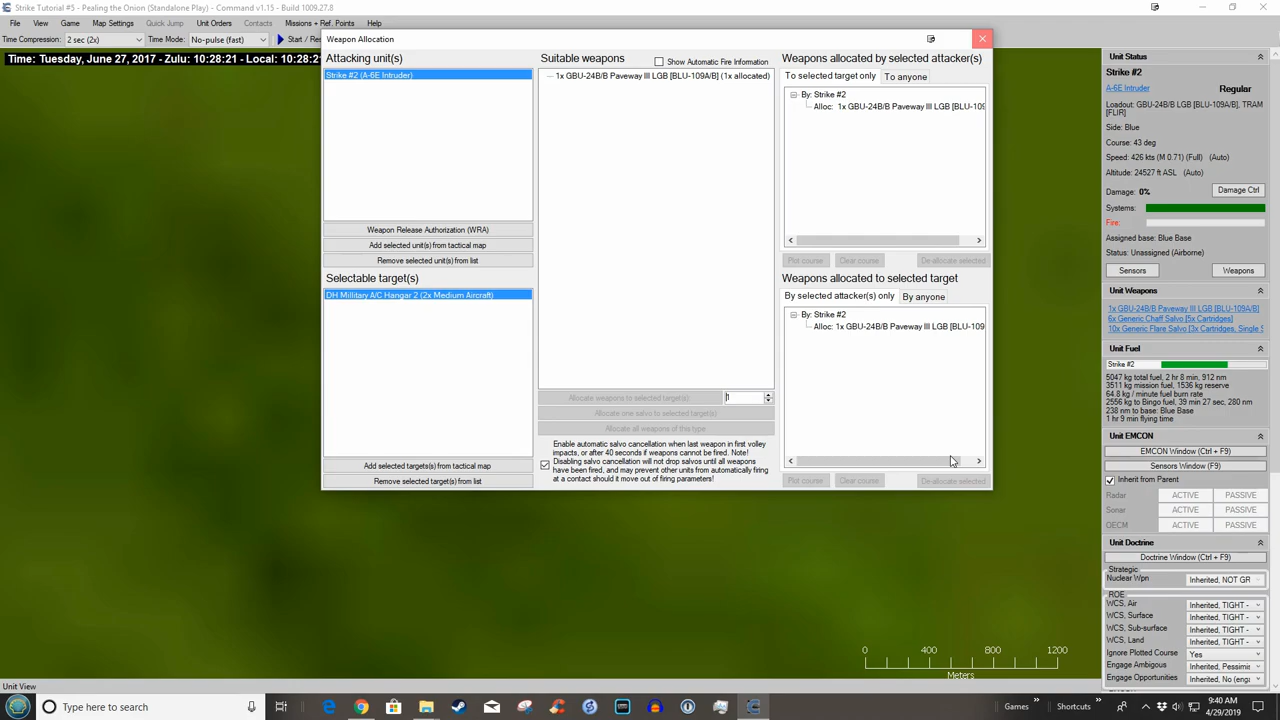 Strike Tutorial #5 - Pealing the Onion (Standalone Play) - Command v1.15 - Build 1009.27.8
File View Game Map Settings Quick Jump Unit Orders Contacts Missions + Ref. Points Help
Time Compression: 2 sec (2x) Time Mode: No-pulse (fast) Start / Re
Time: Tuesday, June 27, 2017 - Zulu: 10:28:21 - Local: 10:28:21
Weapon Allocation
Attacking unit(s)
Strike #2 (A-6E Intruder)
Weapon Release Authorization (WRA)
Add selected unit(s) from tactical map
Remove selected unit(s) from list
Selectable target(s)
DH Millitary A/C Hangar 2 (2x Medium Aircraft)
Add selected targets(s) from tactical map
Remove selected target(s) from list
Suitable weapons
Show Automatic Fire Information
1x GBU-24B/B Paveway III LGB [BLU-109A/B] (1x allocated)
Allocate weapons to selected target(s): 1
Allocate one salvo to selected target(s):
Allocate all weapons of this type
Enable automatic salvo cancellation when last weapon in first volley
impacts, or after 40 seconds if weapons cannot be fired. Note!
Disabling salvo cancellation will not drop salvos until all weapons
have been fired, and may prevent other units from automatically firing
at a contact should it move out of firing parameters!
Weapons allocated by selected attacker(s)
To selected target only To anyone
By: Strike #2
Alloc: 1x GBU-24B/B Paveway III LGB [BLU-109
Plot course Clear course De-allocate selected
Weapons allocated to selected target
By selected attacker(s) only By anyone
By: Strike #2
Alloc: 1x GBU-24B/B Paveway III LGB [BLU-109
Plot course Clear course De-allocate selected
Unit Status
Strike #2
A-6E Intruder Regular
Loadout: GBU-24B/B LGB [BLU-109A/B], TRAM
[FLIR]
Side: Blue
Course: 43 deg
Speed: 426 kts (M 0.71) (Full) (Auto)
Altitude: 24527 ft ASL (Auto)
Damage: 0% Damage Ctrl
Systems:
Fire:
Assigned base: Blue Base
Status: Unassigned (Airborne)
Sensors Weapons
Unit Weapons
1x GBU-24B/B Paveway III LGB [BLU-109A/B]
6x Generic Chaff Salvo [5x Cartridges]
10x Generic Flare Salvo [3x Cartridges, Single S
Unit Fuel
Strike #2
5047 kg total fuel, 2 hr 8 min, 912 nm
3511 kg mission fuel, 1536 kg reserve
64.8 kg / minute fuel burn rate
2556 kg to Bingo fuel, 39 min 27 sec, 280 nm
238 nm to base: Blue Base
1 hr 9 min flying time
Unit EMCON
EMCON Window (Ctrl + F9)
Sensors Window (F9)
Inherit from Parent
Radar ACTIVE PASSIVE
Sonar ACTIVE PASSIVE
OECM ACTIVE PASSIVE
Unit Doctrine
Doctrine Window (Ctrl + F9)
Strategic
Nuclear Wpn Inherited, NOT GR
ROE
WCS, Air Inherited, TIGHT -
WCS, Surface Inherited, TIGHT -
WCS, Sub-surface Inherited, TIGHT -
WCS, Land Inherited, TIGHT -
Ignore Plotted Course Yes
Engage Ambiguous Inherited, Pessimis
Engage Opportunities Inherited, No (enga
0 400 800 1200
Meters
Unit View
Type here to search
Games Shortcuts
9:40 AM
4/29/2019